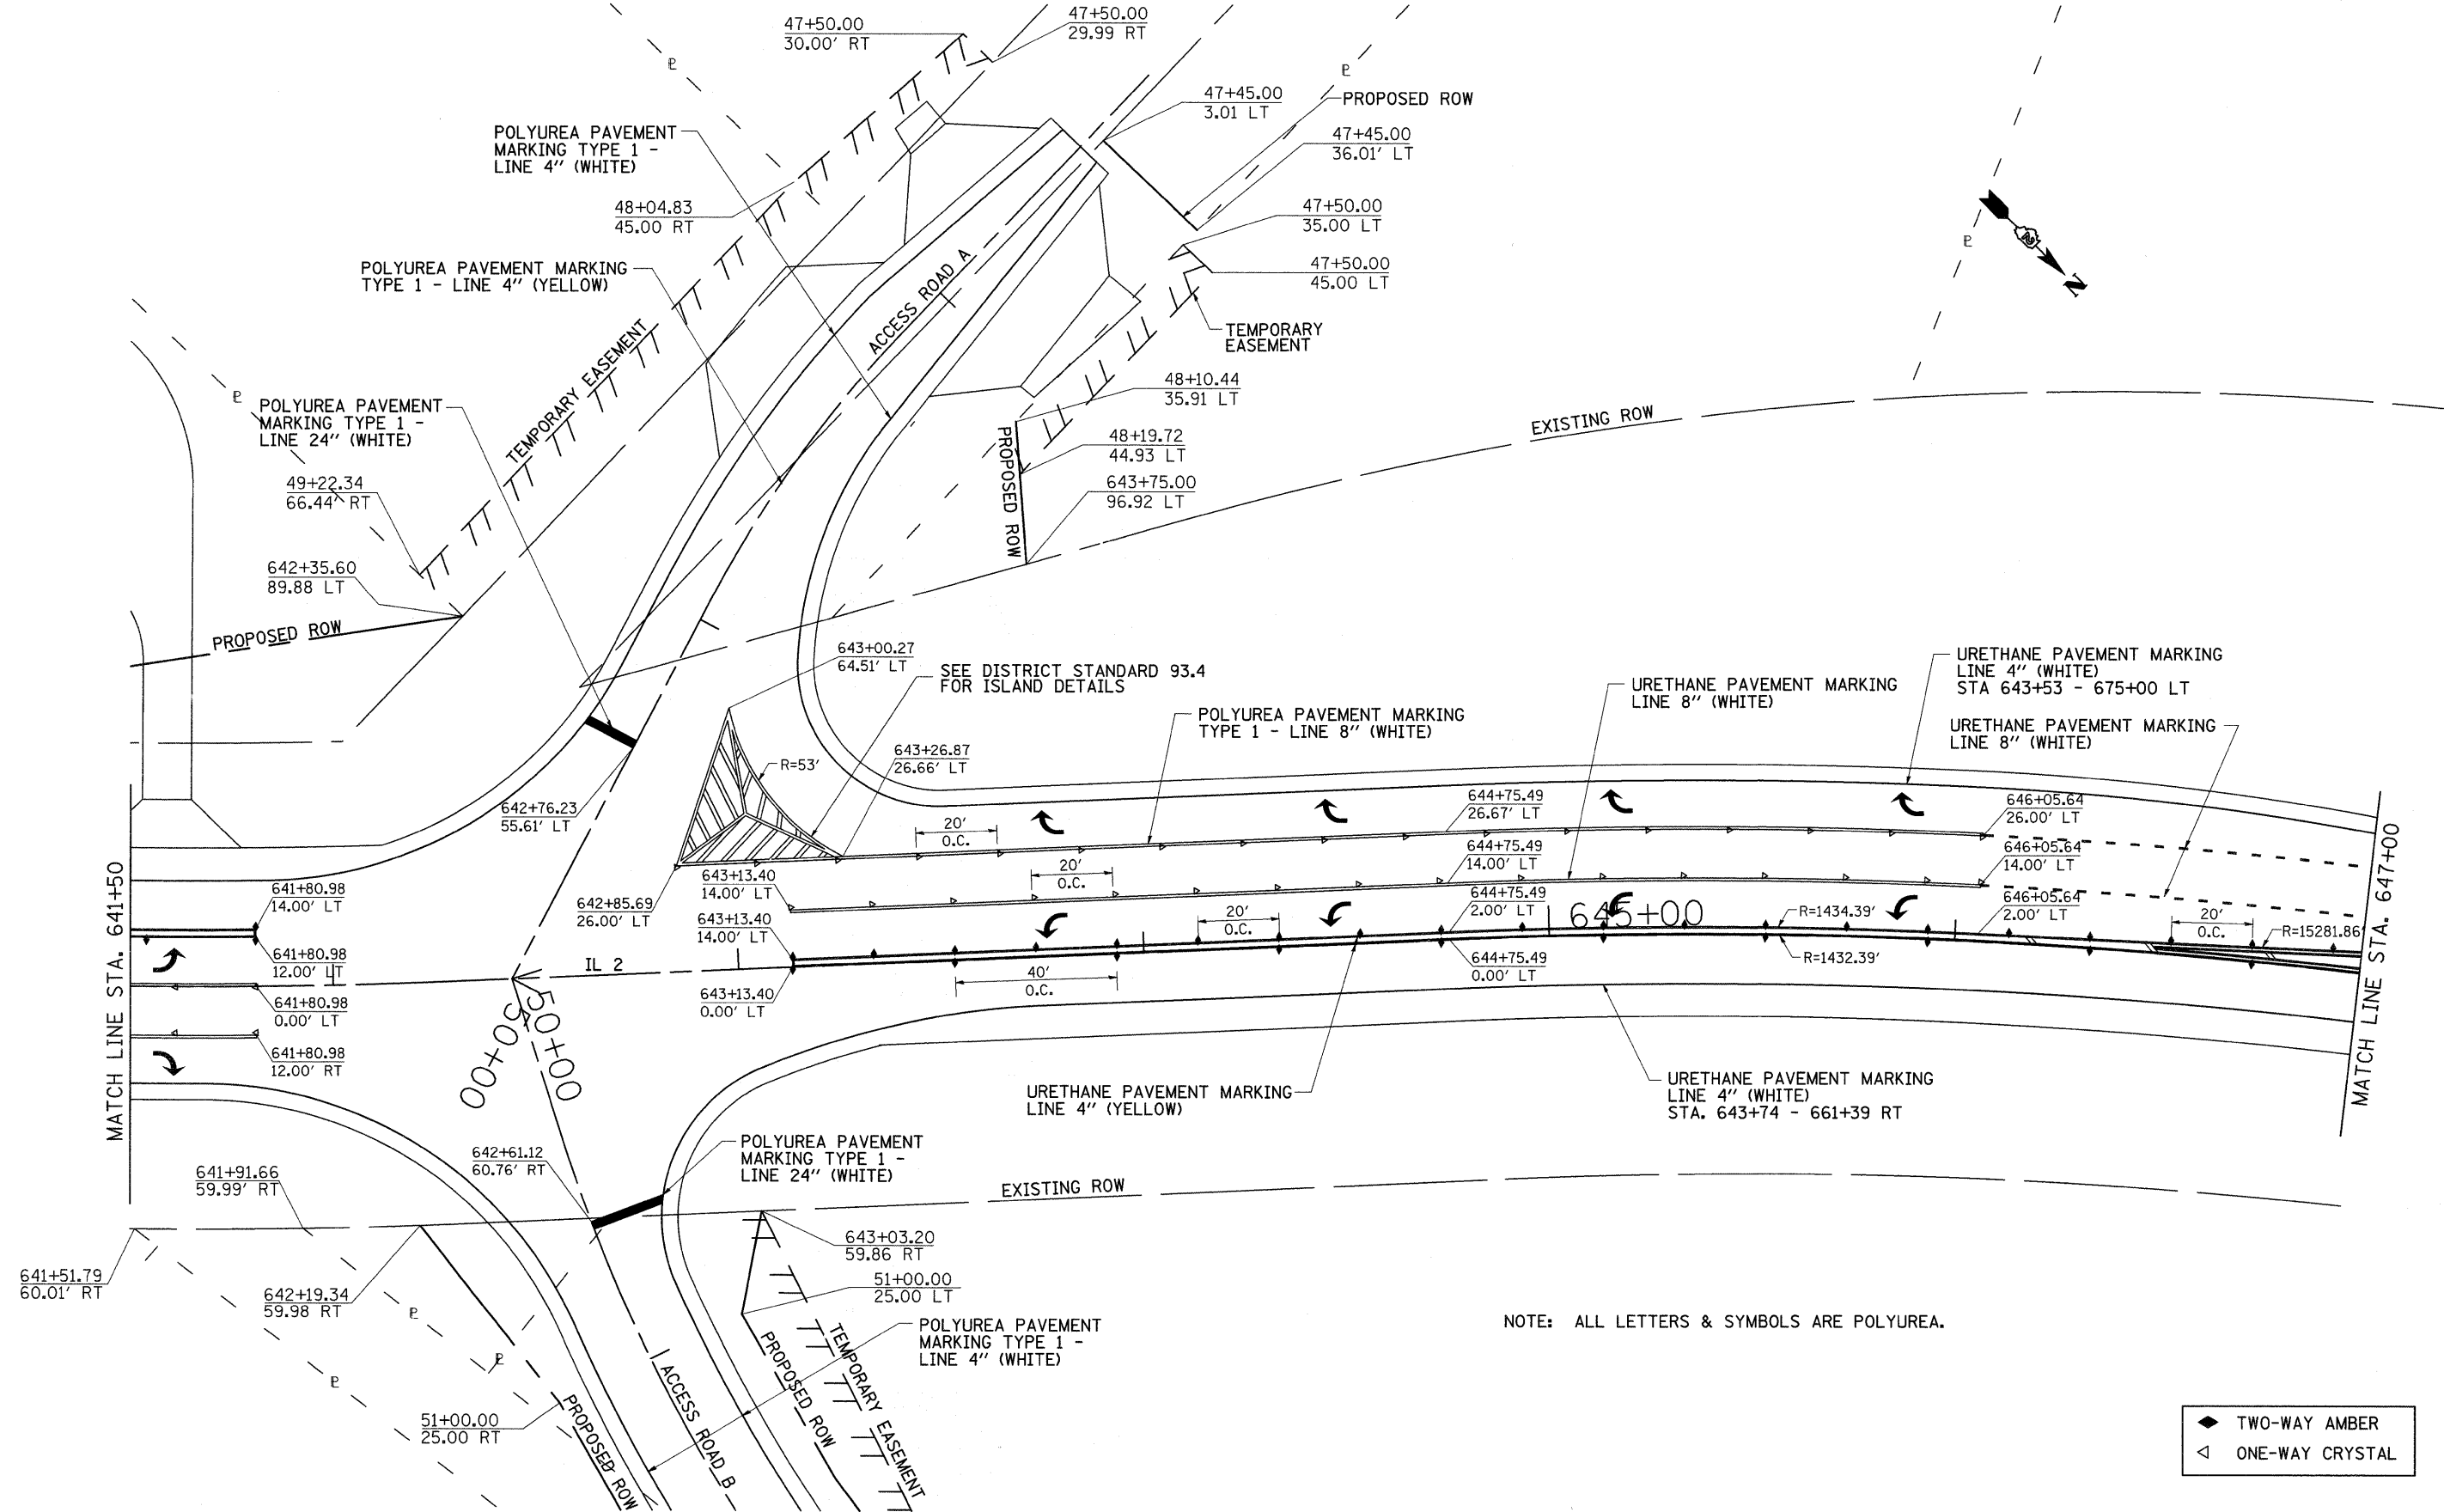 47+50.00
30.00' RT
47+50.00
29.99 RT
47+45.00
3.01 LT
PROPOSED ROW
47+45.00
36.01' LT
POLYUREA PAVEMENT
MARKING TYPE 1 -
LINE 4" (WHITE)
48+04.83
45.00 RT
47+50.00
35.00 LT
47+50.00
45.00 LT
POLYUREA PAVEMENT MARKING
TYPE 1 - LINE 4" (YELLOW)
ACCESS ROAD A
TEMPORARY
EASEMENT
TEMPORARY EASEMENT
N
POLYUREA PAVEMENT
MARKING TYPE 1 -
LINE 24" (WHITE)
48+10.44
35.91 LT
EXISTING ROW
48+19.72
44.93 LT
PROPOSED ROW
643+75.00
96.92 LT
49+22.34
66.44' RT
642+35.60
89.88 LT
PROPOSED ROW
643+00.27
64.51' LT
SEE DISTRICT STANDARD 93.4
FOR ISLAND DETAILS
URETHANE PAVEMENT MARKING
LINE 4" (WHITE)
STA 643+53 - 675+00 LT
URETHANE PAVEMENT MARKING
LINE 8" (WHITE)
POLYUREA PAVEMENT MARKING
TYPE 1 - LINE 8" (WHITE)
URETHANE PAVEMENT MARKING
LINE 8" (WHITE)
R=53'
643+26.87
26.66' LT
642+76.23
55.61' LT
644+75.49
26.67' LT
646+05.64
26.00' LT
20'
O.C.
644+75.49
14.00' LT
646+05.64
14.00' LT
20'
O.C.
643+13.40
14.00' LT
642+85.69
26.00' LT
643+13.40
14.00' LT
644+75.49
2.00' LT
20'
O.C.
645+00
R=1434.39'
646+05.64
2.00' LT
20'
O.C.
R=15281.86'
R=1432.39'
644+75.49
0.00' LT
MATCH LINE STA. 641+50
641+80.98
14.00' LT
641+80.98
12.00' LT
641+80.98
0.00' LT
641+80.98
12.00' RT
IL 2
643+13.40
0.00' LT
40'
O.C.
50+00
50+00
MATCH LINE STA. 647+00
URETHANE PAVEMENT MARKING
LINE 4" (YELLOW)
URETHANE PAVEMENT MARKING
LINE 4" (WHITE)
STA. 643+74 - 661+39 RT
642+61.12
60.76' RT
POLYUREA PAVEMENT
MARKING TYPE 1 -
LINE 24" (WHITE)
641+91.66
59.99' RT
EXISTING ROW
643+03.20
59.86 RT
641+51.79
60.01' RT
642+19.34
59.98 RT
51+00.00
25.00 LT
POLYUREA PAVEMENT
MARKING TYPE 1 -
LINE 4" (WHITE)
NOTE: ALL LETTERS & SYMBOLS ARE POLYUREA.
51+00.00
25.00 RT
PROPOSED ROW
ACCESS ROAD B
PROPOSED ROW
TEMPORARY EASEMENT
TWO-WAY AMBER
ONE-WAY CRYSTAL